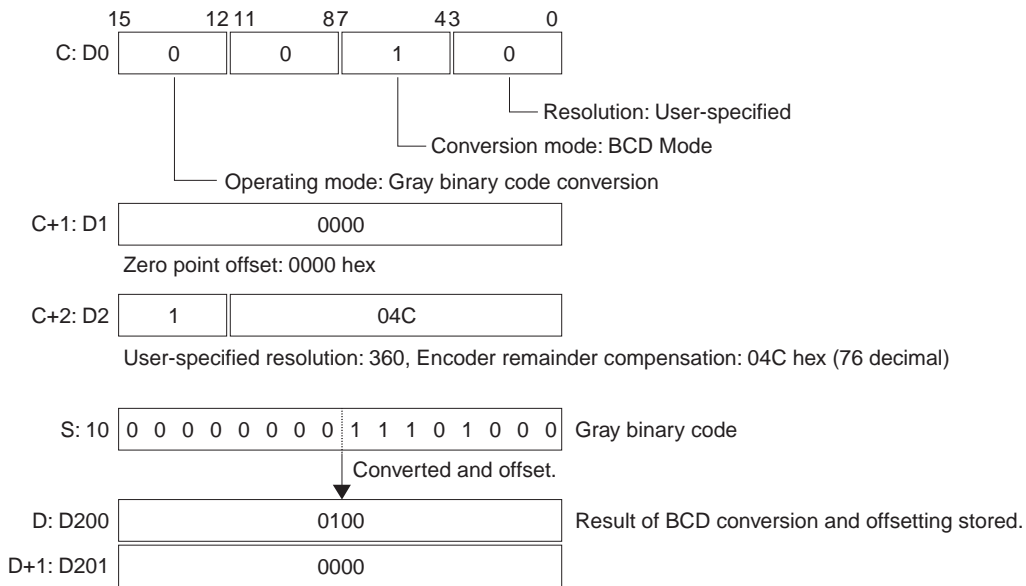 15 12 11 8 7 4 3 0
C: D0 0 0 1 0
Resolution: User-specified
Conversion mode: BCD Mode
Operating mode: Gray binary code conversion
C+1: D1 0000
Zero point offset: 0000 hex
C+2: D2 1 04C
User-specified resolution: 360, Encoder remainder compensation: 04C hex (76 decimal)
S: 10 0 0 0 0 0 0 0 0 1 1 1 0 1 0 0 0 Gray binary code
Converted and offset.
D: D200 0100 Result of BCD conversion and offsetting stored.
D+1: D201 0000